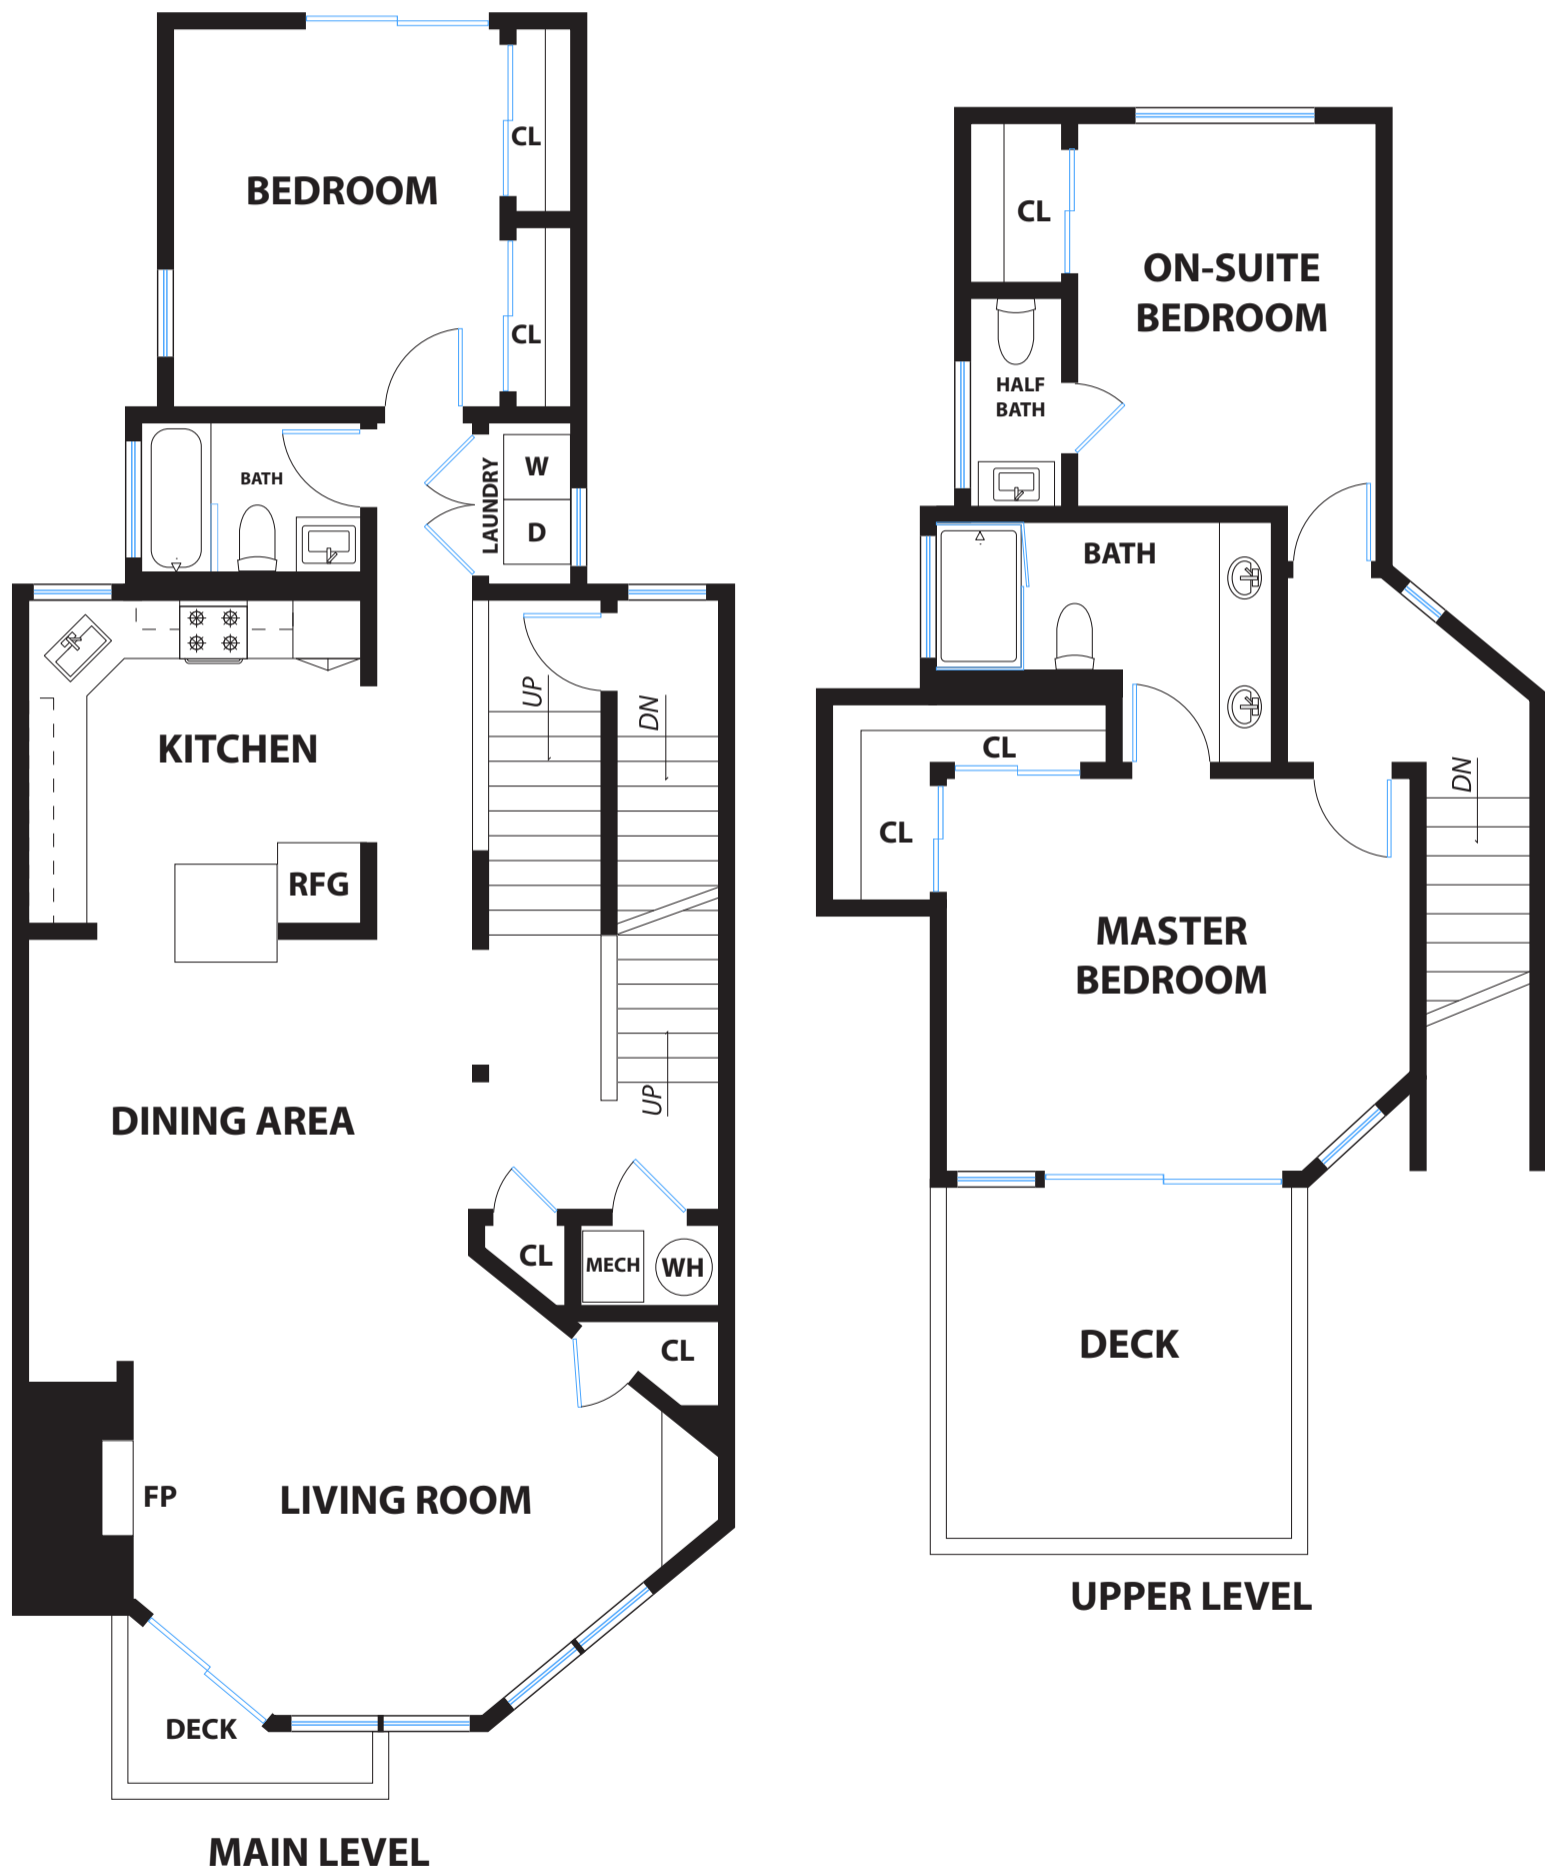 BEDROOM
CL
CL
BATH
LAUNDRY
W
D
KITCHEN
UP
DN
RFG
DINING AREA
UP
CL
MECH
WH
CL
FP
LIVING ROOM
DECK
MAIN LEVEL
CL
ON-SUITE
BEDROOM
HALF
BATH
BATH
CL
CL
DN
MASTER
BEDROOM
DECK
UPPER LEVEL